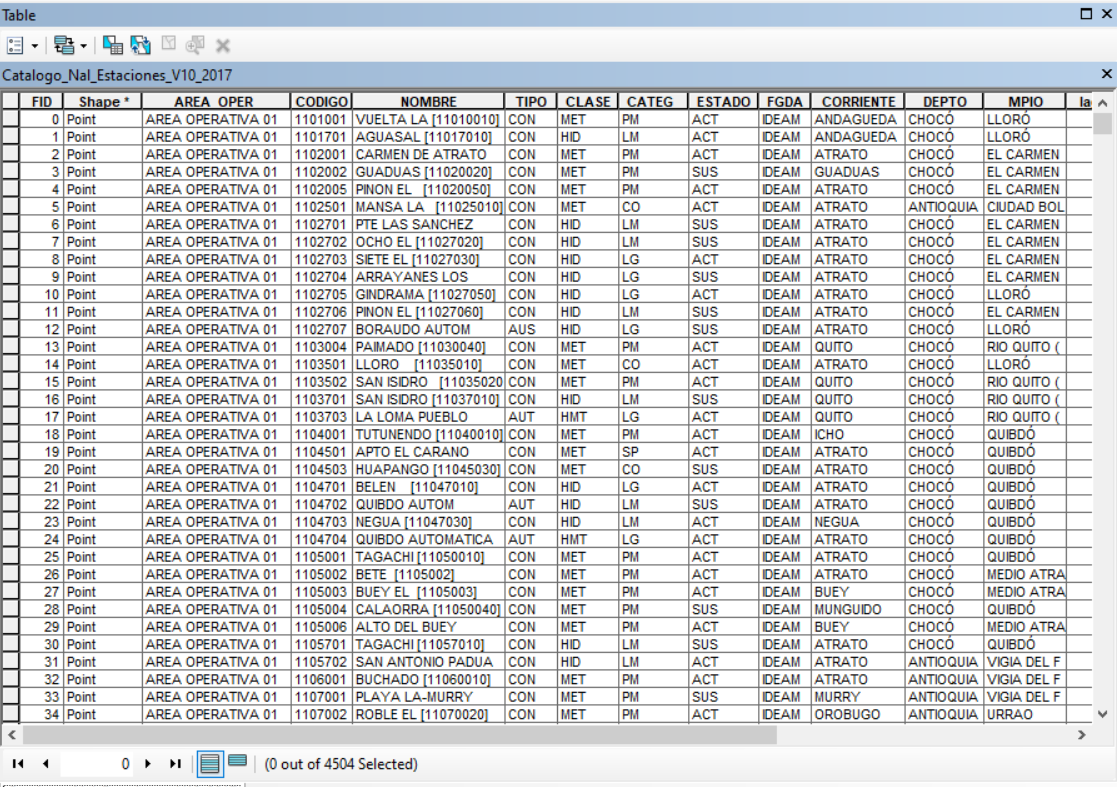 Table
Catalogo_Nal_Estaciones_V10_2017
FID Shape * AREA OPER CODIGO NOMBRE TIPO CLASE CATEG ESTADO FGDA CORRIENTE DEPTO MPIO la
0 Point AREA OPERATIVA 01 1101001 VUELTA LA [11010010] CON MET PM ACT IDEAM ANDAGUEDA CHOCÓ LLORÓ
1 Point AREA OPERATIVA 01 1101701 AGUASAL [11017010] CON HID LM ACT IDEAM ANDAGUEDA CHOCÓ LLORÓ
2 Point AREA OPERATIVA 01 1102001 CARMEN DE ATRATO CON MET PM ACT IDEAM ATRATO CHOCÓ EL CARMEN
3 Point AREA OPERATIVA 01 1102002 GUADUAS [11020020] CON MET PM SUS IDEAM GUADUAS CHOCÓ EL CARMEN
4 Point AREA OPERATIVA 01 1102005 PINON EL [11020050] CON MET PM ACT IDEAM ATRATO CHOCÓ EL CARMEN
5 Point AREA OPERATIVA 01 1102501 MANSA LA [11025010] CON MET CO ACT IDEAM ATRATO ANTIOQUIA CIUDAD BOL
6 Point AREA OPERATIVA 01 1102701 PTE LAS SANCHEZ CON HID LM SUS IDEAM ATRATO CHOCÓ EL CARMEN
7 Point AREA OPERATIVA 01 1102702 OCHO EL [11027020] CON HID LM SUS IDEAM ATRATO CHOCÓ EL CARMEN
8 Point AREA OPERATIVA 01 1102703 SIETE EL [11027030] CON HID LG ACT IDEAM ATRATO CHOCÓ EL CARMEN
9 Point AREA OPERATIVA 01 1102704 ARRAYANES LOS CON HID LG SUS IDEAM ATRATO CHOCÓ EL CARMEN
10 Point AREA OPERATIVA 01 1102705 GINDRAMA [11027050] CON HID LG ACT IDEAM ATRATO CHOCÓ LLORÓ
11 Point AREA OPERATIVA 01 1102706 PINON EL [11027060] CON HID LM SUS IDEAM ATRATO CHOCÓ EL CARMEN
12 Point AREA OPERATIVA 01 1102707 BORAUDO AUTOM AUS HID LG SUS IDEAM ATRATO CHOCÓ LLORÓ
13 Point AREA OPERATIVA 01 1103004 PAIMADO [11030040] CON MET PM ACT IDEAM QUITO CHOCÓ RIO QUITO (
14 Point AREA OPERATIVA 01 1103501 LLORO [11035010] CON MET CO ACT IDEAM ATRATO CHOCÓ LLORÓ
15 Point AREA OPERATIVA 01 1103502 SAN ISIDRO [11035020 CON MET PM ACT IDEAM QUITO CHOCÓ RIO QUITO (
16 Point AREA OPERATIVA 01 1103701 SAN ISIDRO [11037010] CON HID LM SUS IDEAM QUITO CHOCÓ RIO QUITO (
17 Point AREA OPERATIVA 01 1103703 LA LOMA PUEBLO AUT HMT LG ACT IDEAM QUITO CHOCÓ RIO QUITO (
18 Point AREA OPERATIVA 01 1104001 TUTUNENDO [11040010] CON MET PM ACT IDEAM ICHO CHOCÓ QUIBDÓ
19 Point AREA OPERATIVA 01 1104501 APTO EL CARANO CON MET SP ACT IDEAM ATRATO CHOCÓ QUIBDÓ
20 Point AREA OPERATIVA 01 1104503 HUAPANGO [11045030] CON MET CO SUS IDEAM ATRATO CHOCÓ QUIBDÓ
21 Point AREA OPERATIVA 01 1104701 BELEN [11047010] CON HID LG ACT IDEAM ATRATO CHOCÓ QUIBDÓ
22 Point AREA OPERATIVA 01 1104702 QUIBDO AUTOM AUT HID LM SUS IDEAM ATRATO CHOCÓ QUIBDÓ
23 Point AREA OPERATIVA 01 1104703 NEGUA [11047030] CON HID LM ACT IDEAM NEGUA CHOCÓ QUIBDÓ
24 Point AREA OPERATIVA 01 1104704 QUIBDO AUTOMATICA AUT HMT LG ACT IDEAM ATRATO CHOCÓ QUIBDÓ
25 Point AREA OPERATIVA 01 1105001 TAGACHI [11050010] CON MET PM ACT IDEAM ATRATO CHOCÓ QUIBDÓ
26 Point AREA OPERATIVA 01 1105002 BETE [1105002] CON MET PM ACT IDEAM ATRATO CHOCÓ MEDIO ATRA
27 Point AREA OPERATIVA 01 1105003 BUEY EL [1105003] CON MET PM ACT IDEAM BUEY CHOCÓ MEDIO ATRA
28 Point AREA OPERATIVA 01 1105004 CALAORRA [11050040] CON MET PM SUS IDEAM MUNGUIDO CHOCÓ QUIBDÓ
29 Point AREA OPERATIVA 01 1105006 ALTO DEL BUEY CON MET PM ACT IDEAM BUEY CHOCÓ MEDIO ATRA
30 Point AREA OPERATIVA 01 1105701 TAGACHI [11057010] CON HID LM SUS IDEAM ATRATO CHOCÓ QUIBDÓ
31 Point AREA OPERATIVA 01 1105702 SAN ANTONIO PADUA CON HID LM ACT IDEAM ATRATO ANTIOQUIA VIGIA DEL F
32 Point AREA OPERATIVA 01 1106001 BUCHADO [11060010] CON MET PM ACT IDEAM ATRATO ANTIOQUIA VIGIA DEL F
33 Point AREA OPERATIVA 01 1107001 PLAYA LA-MURRY CON MET PM SUS IDEAM MURRY ANTIOQUIA VIGIA DEL F
34 Point AREA OPERATIVA 01 1107002 ROBLE EL [11070020] CON MET PM ACT IDEAM OROBUGO ANTIOQUIA URRAO
0 (0 out of 4504 Selected)